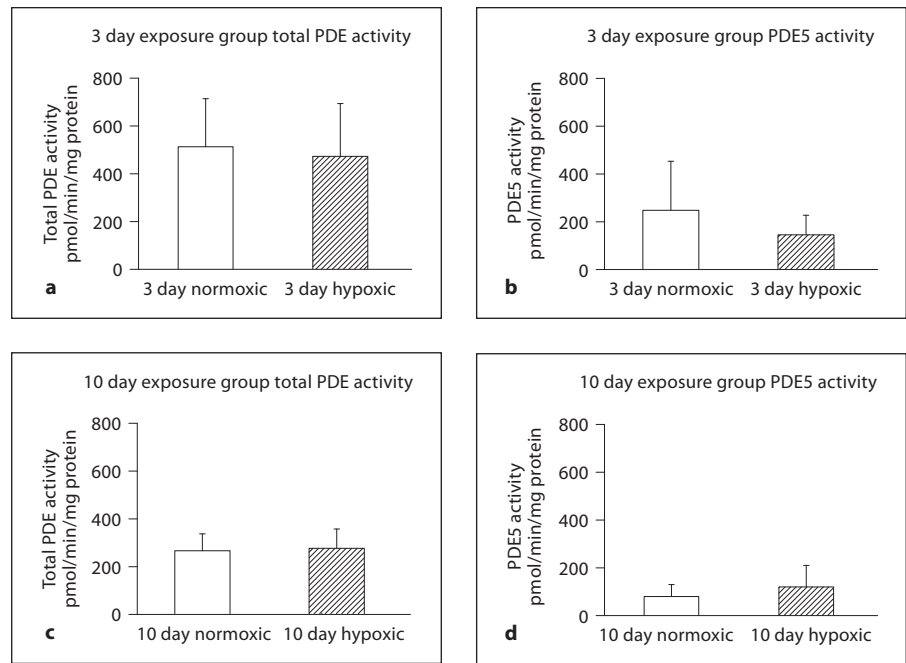 3 day exposure group total PDE activity
Total PDE activity
pmol/min/mg protein
800
600
400
200
0
a
3 day normoxic 3 day hypoxic
3 day exposure group PDE5 activity
PDE5 activity
pmol/min/mg protein
800
600
400
200
0
b
3 day normoxic 3 day hypoxic
10 day exposure group total PDE activity
Total PDE activity
pmol/min/mg protein
800
600
400
200
0
c
10 day normoxic 10 day hypoxic
10 day exposure group PDE5 activity
PDE5 activity
pmol/min/mg protein
800
600
400
200
0
d
10 day normoxic 10 day hypoxic